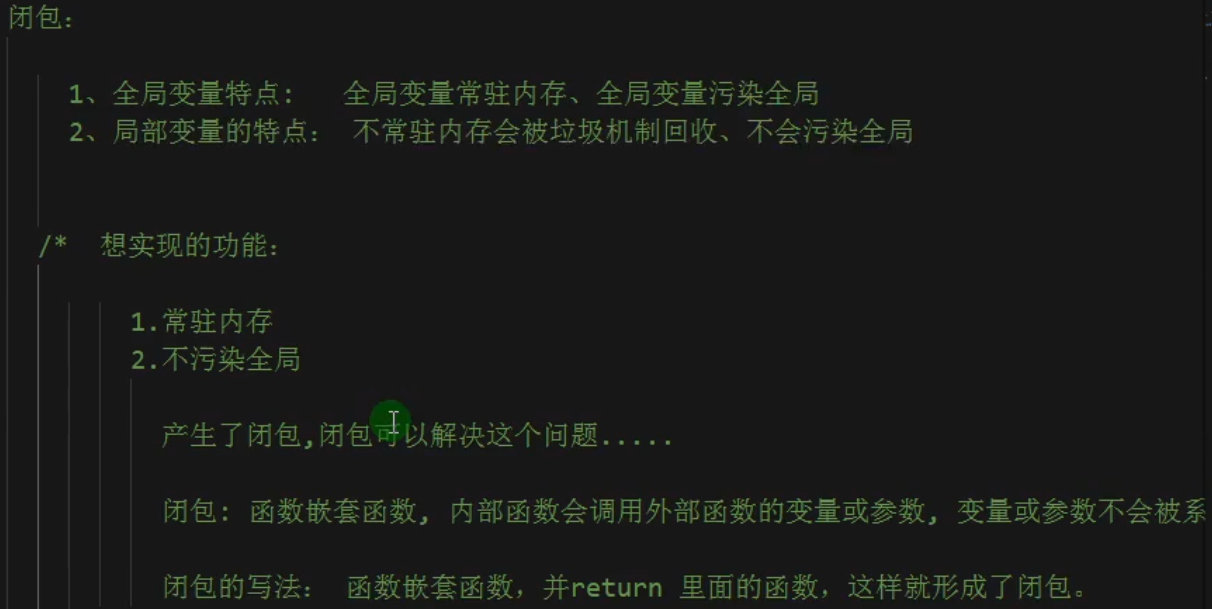 闭包：
1、全局变量特点： 全局变量常驻内存、全局变量污染全局
2、局部变量的特点： 不常驻内存会被垃圾机制回收、不会污染全局
/* 想实现的功能：
1.常驻内存
2.不污染全局
产生了闭包,闭包可以解决这个问题.....
闭包: 函数嵌套函数, 内部函数会调用外部函数的变量或参数, 变量或参数不会被系
闭包的写法： 函数嵌套函数，并return 里面的函数，这样就形成了闭包。